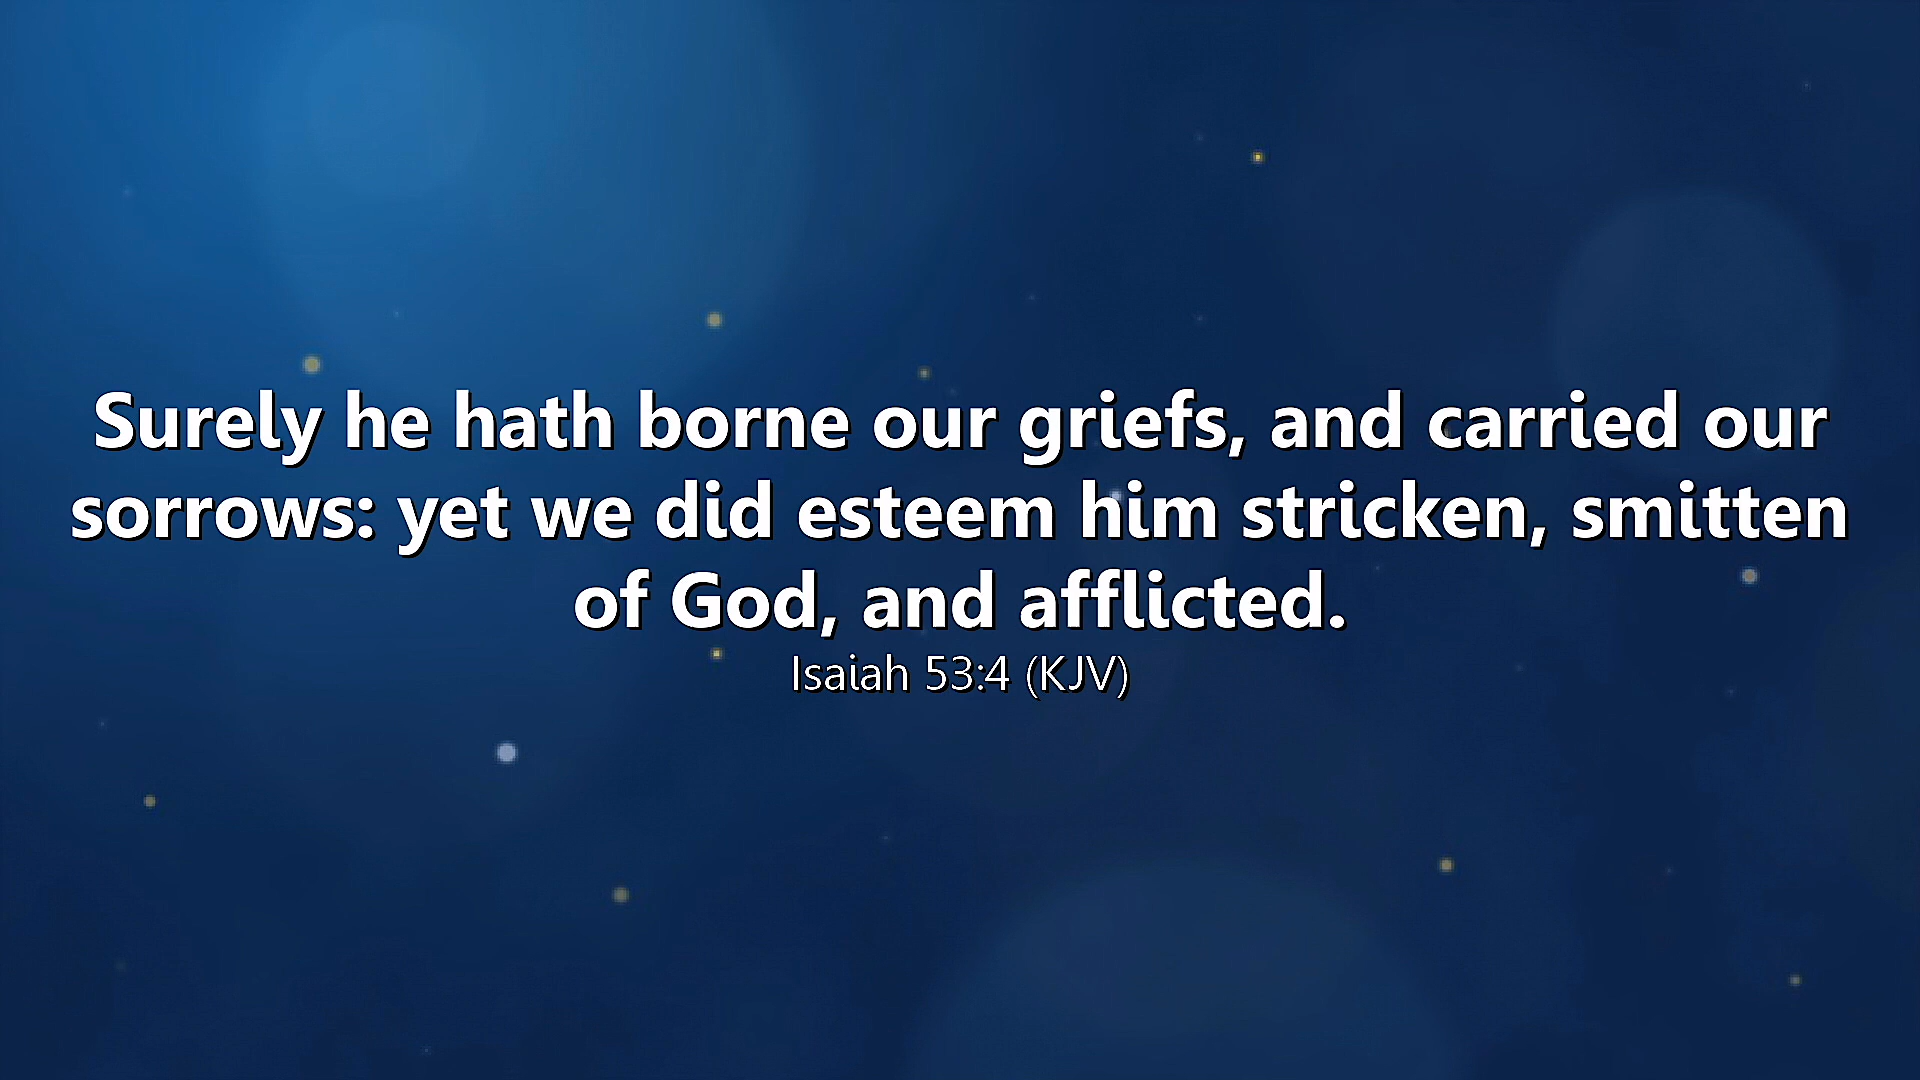 Surely he hath borne our griefs, and carried our
sorrows: yet we did esteem him stricken, smitten
of God, and afflicted.
Isaiah 53:4 (KJV)